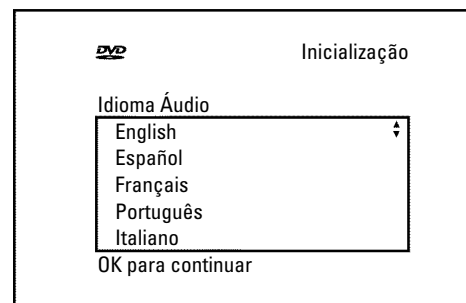 DVD
Inicialização
Idioma Áudio
English
Español
Français
Português
Italiano
OK para continuar